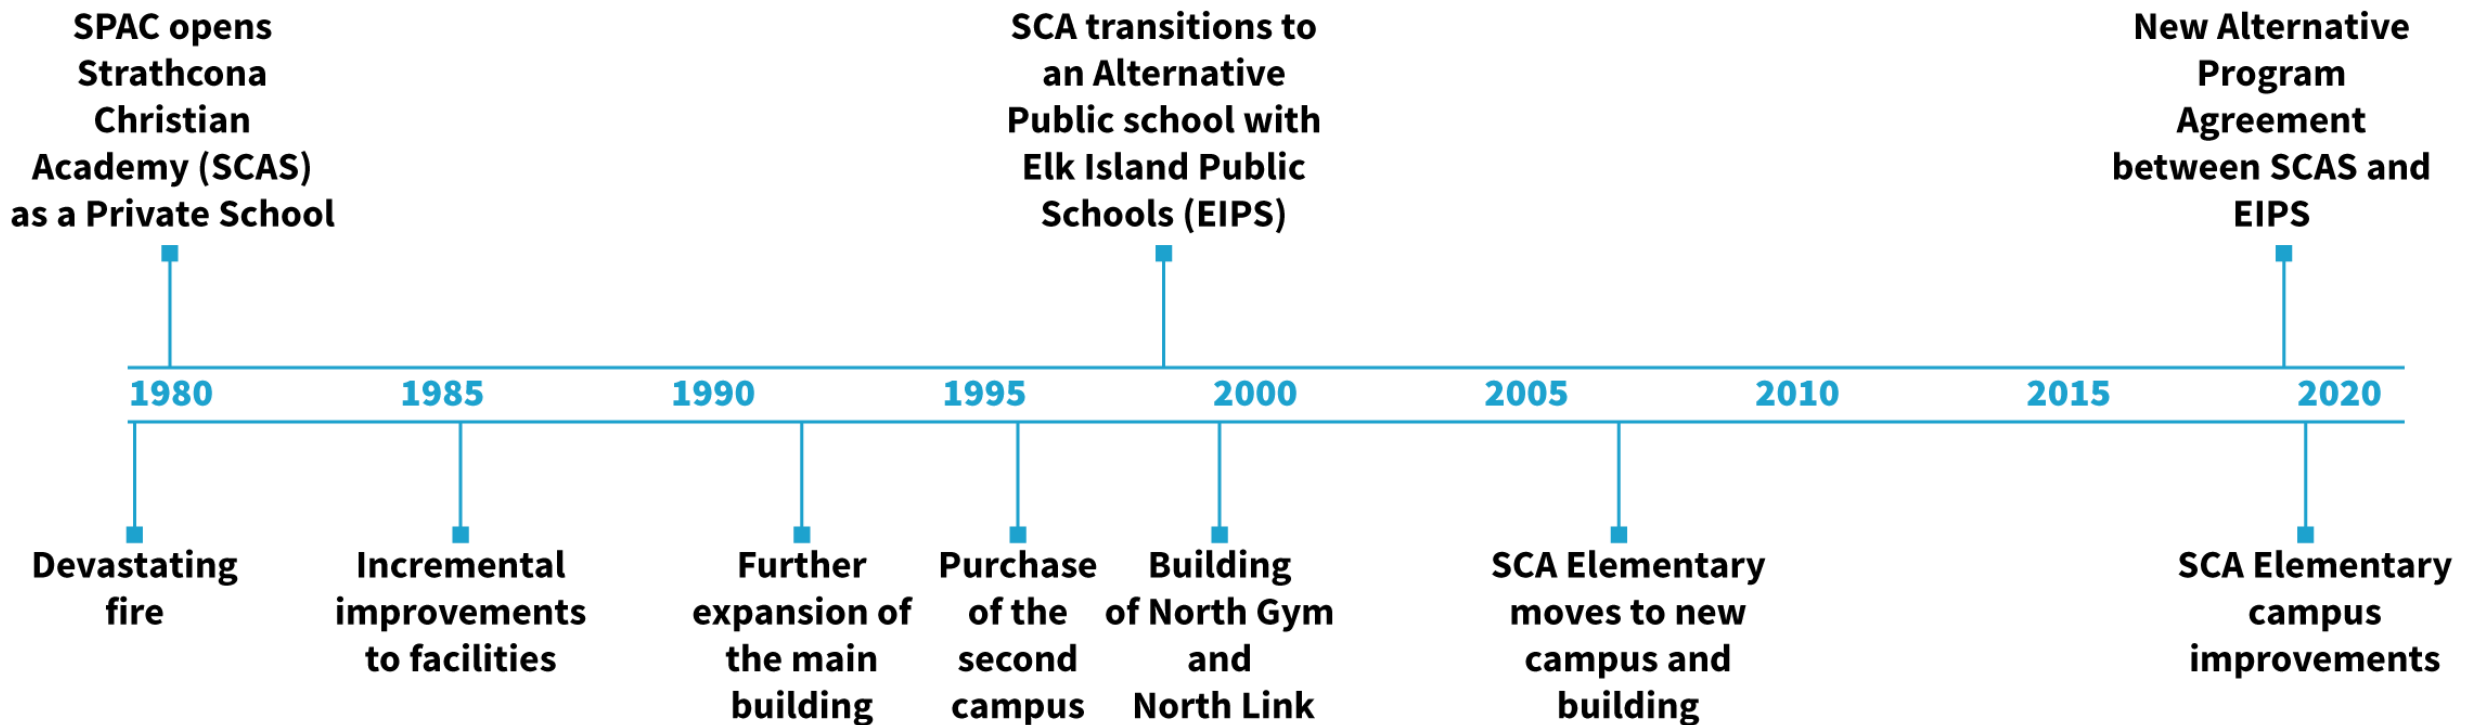 SPAC opens
Strathcona
Christian
Academy (SCAS)
as a Private School
SCA transitions to
an Alternative
Public school with
Elk Island Public
Schools (EIPS)
New Alternative
Program
Agreement
between SCAS and
EIPS
1980 1985 1990 1995 2000 2005 2010 2015 2020
Devastating
fire
Incremental
improvements
to facilities
Further
expansion of
the main
building
Purchase
of the
second
campus
Building
of North Gym
and
North Link
SCA Elementary
moves to new
campus and
building
SCA Elementary
campus
improvements